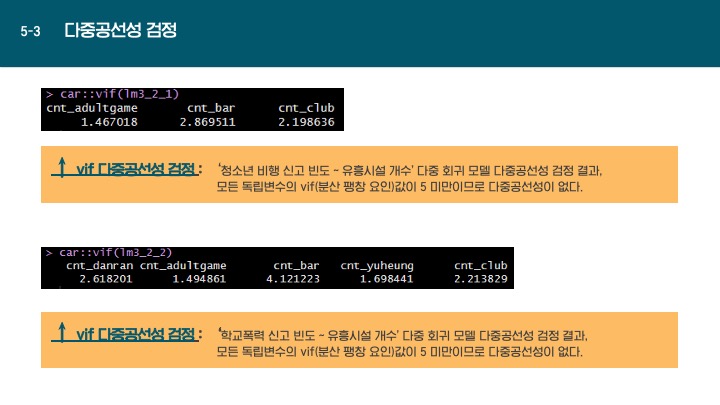 5-3 다중공선성 검정
> car::vif(lm3_2_1)
cnt_adultgame cnt_bar cnt_club
1.467018 2.869511 2.198636
↑ vif 다중공선성 검정 : ‘청소년 비행 신고 빈도 ~ 유흥시설 개수’ 다중 회귀 모델 다중공선성 검정 결과,
모든 독립변수의 vif(분산 팽창 요인)값이 5 미만이므로 다중공선성이 없다.
> car::vif(lm3_2_2)
cnt_danran cnt_adultgame cnt_bar cnt_yuheung cnt_club
2.618201 1.494861 4.121223 1.698441 2.213829
↑ vif 다중공선성 검정 : ‘학교폭력 신고 빈도 ~ 유흥시설 개수’ 다중 회귀 모델 다중공선성 검정 결과,
모든 독립변수의 vif(분산 팽창 요인)값이 5 미만이므로 다중공선성이 없다.